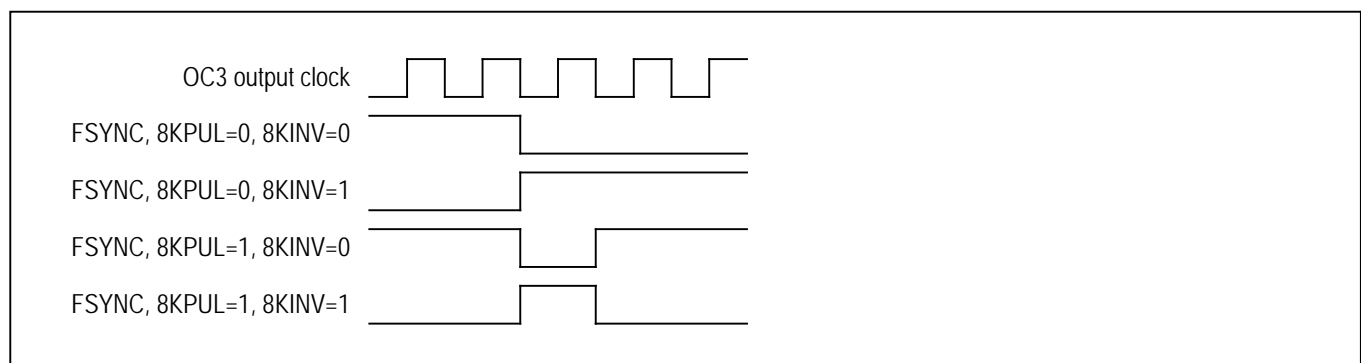 OC3 output clock
FSYNC, 8KPUL=0, 8KINV=0
FSYNC, 8KPUL=0, 8KINV=1
FSYNC, 8KPUL=1, 8KINV=0
FSYNC, 8KPUL=1, 8KINV=1